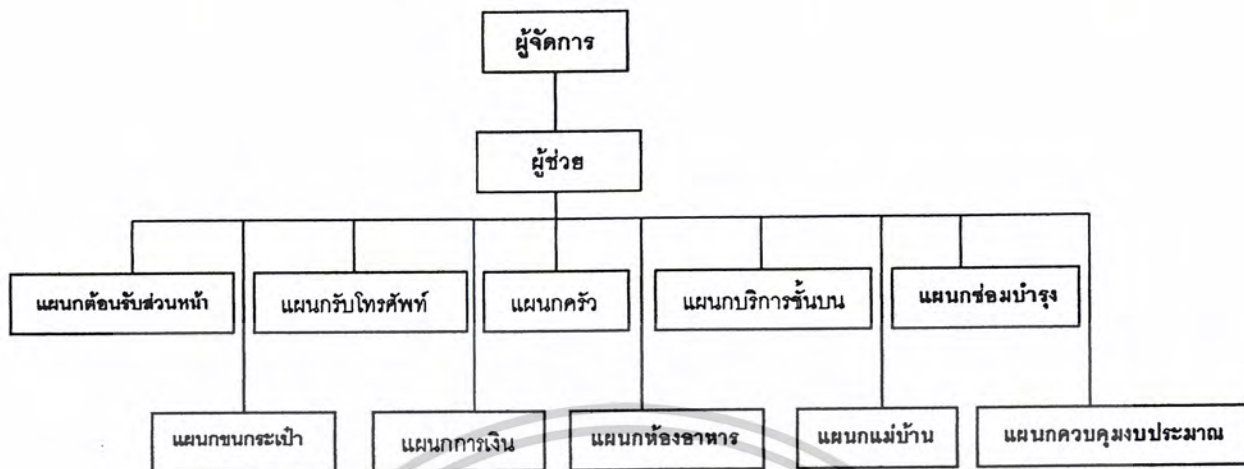 ผู้จัดการ
ผู้ช่วย
แผนกต้อนรับส่วนหน้า
แผนกรับโทรศัพท์
แผนกครัว
แผนกบริการชั้นบน
แผนกซ่อมบำรุง
แผนกขนกระเป๋า
แผนกการเงิน
แผนกห้องอาหาร
แผนกแม่บ้าน
แผนกควบคุมงบประมาณ